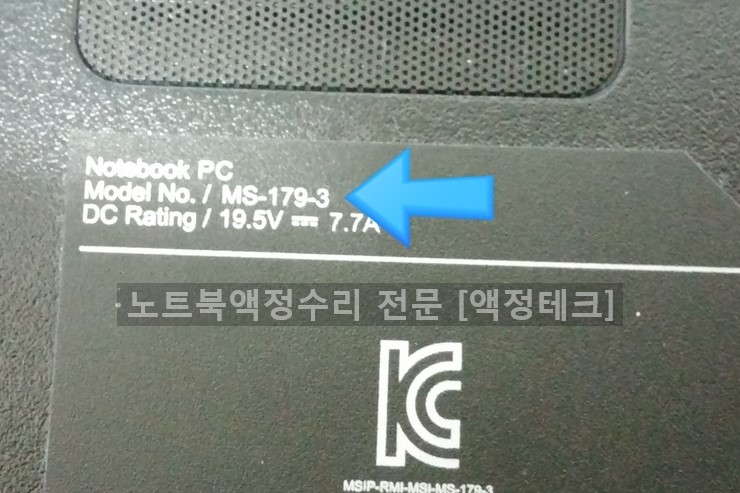 Notebook PC
Model No. / MS-179-3
DC Rating / 19.5V ⎓ 7.7A
노트북액정수리 전문 [액정테크]
KC
MSIP-RMI-MSI-MS-179-3